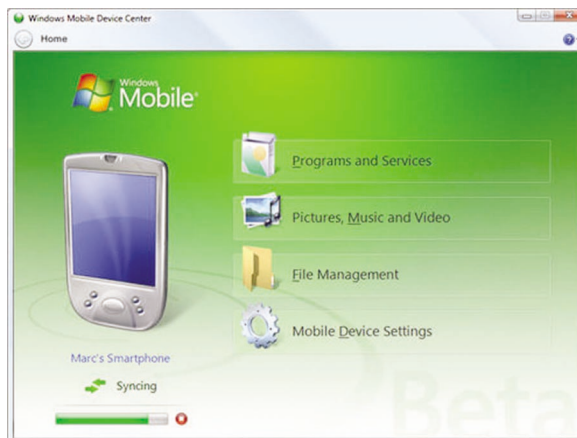 Windows Mobile Device Center
Home
Windows
Mobile®
Programs and Services
Pictures, Music and Video
File Management
Mobile Device Settings
Marc's Smartphone
Syncing
Beta